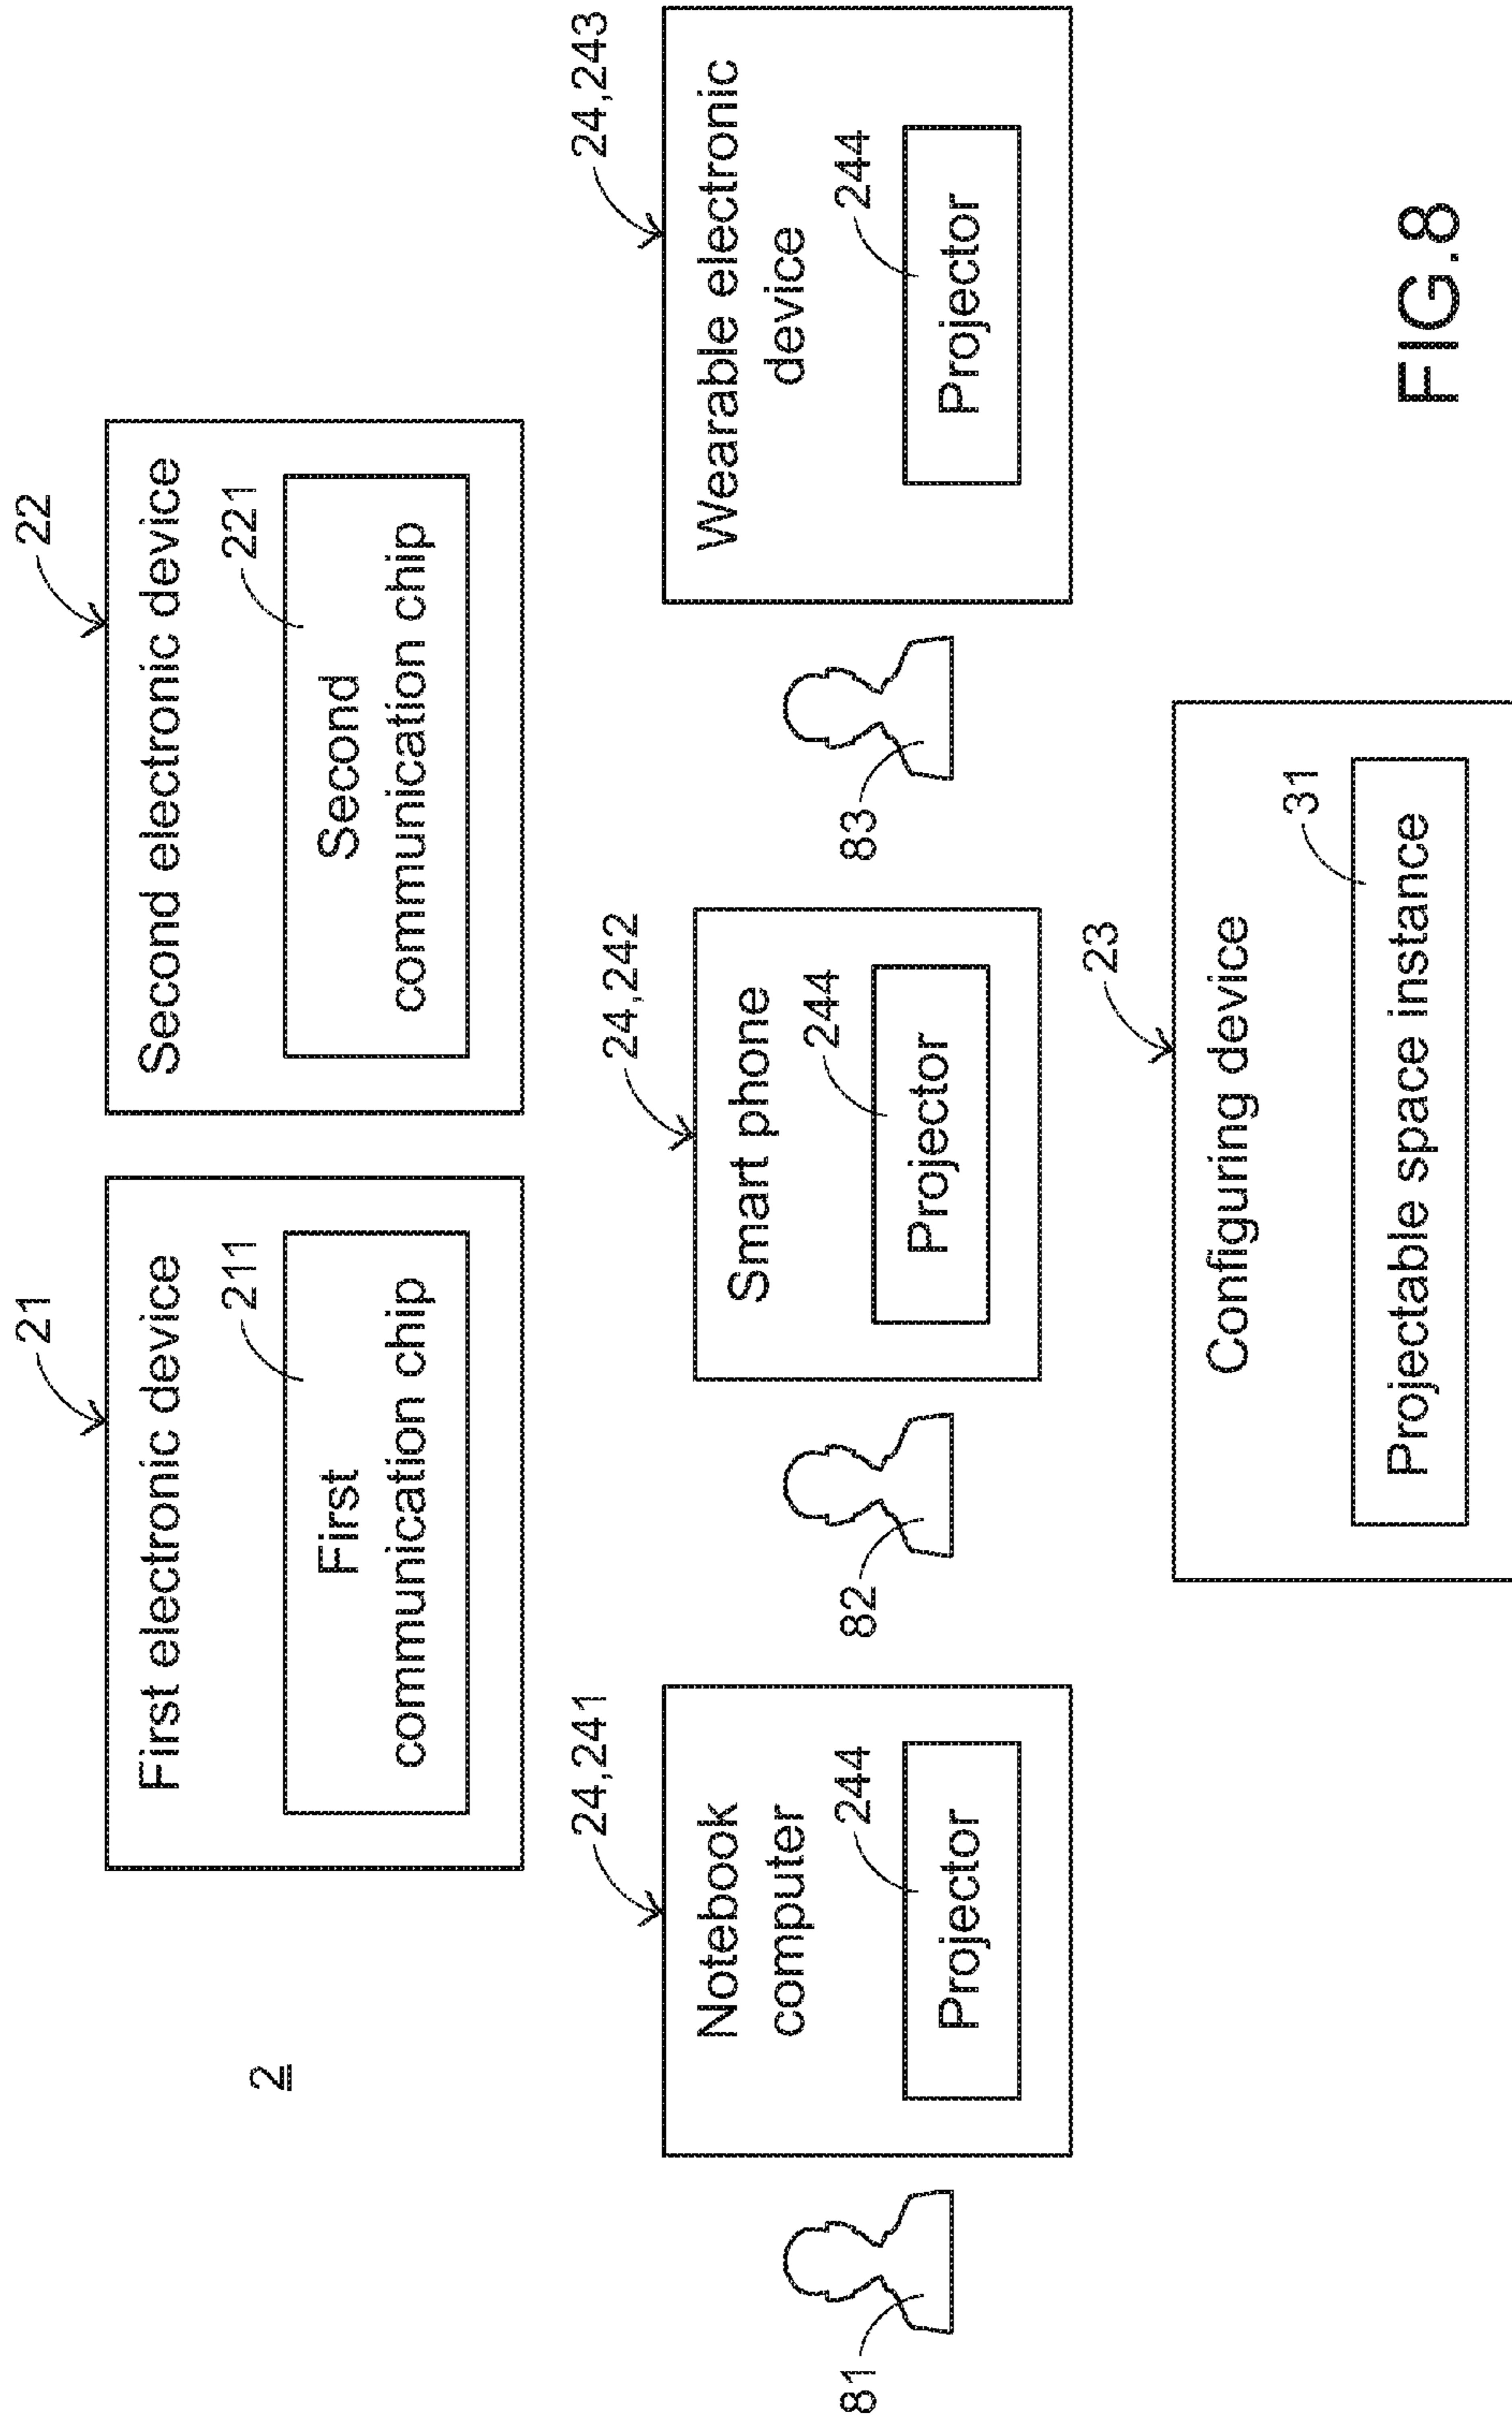 2
21
First electronic device
211
First
communication chip
22
Second electronic device
221
Second
communication chip
81
24,241
Notebook
computer
244
Projector
82
24,242
Smart phone
244
Projector
83
24,243
Wearable electronic
device
244
Projector
23
Configuring device
31
Projectable space instance
FIG.8